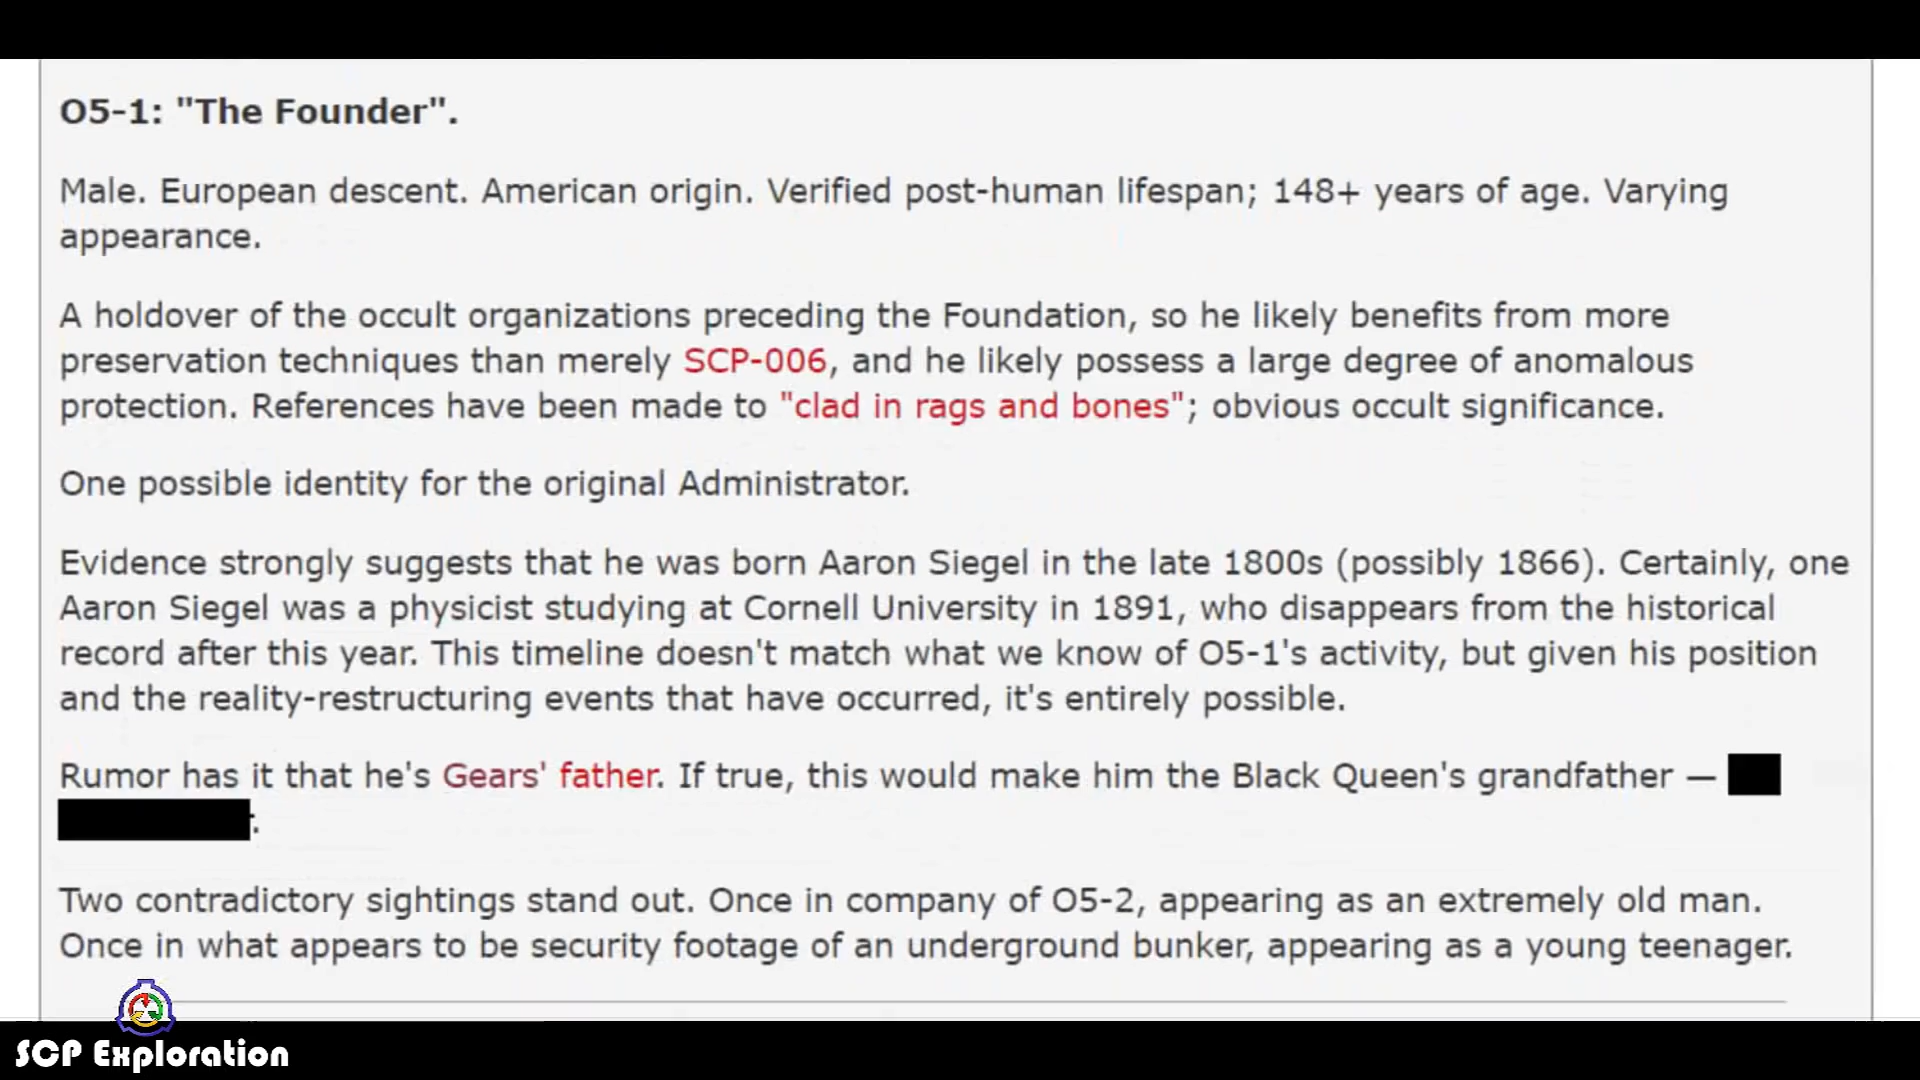 O5-1: "The Founder".
Male. European descent. American origin. Verified post-human lifespan; 148+ years of age. Varying
appearance.
A holdover of the occult organizations preceding the Foundation, so he likely benefits from more
preservation techniques than merely SCP-006, and he likely possess a large degree of anomalous
protection. References have been made to "clad in rags and bones"; obvious occult significance.
One possible identity for the original Administrator.
Evidence strongly suggests that he was born Aaron Siegel in the late 1800s (possibly 1866). Certainly, one
Aaron Siegel was a physicist studying at Cornell University in 1891, who disappears from the historical
record after this year. This timeline doesn't match what we know of O5-1's activity, but given his position
and the reality-restructuring events that have occurred, it's entirely possible.
Rumor has it that he's Gears' father. If true, this would make him the Black Queen's grandfather —
.
Two contradictory sightings stand out. Once in company of O5-2, appearing as an extremely old man.
Once in what appears to be security footage of an underground bunker, appearing as a young teenager.
SCP Exploration